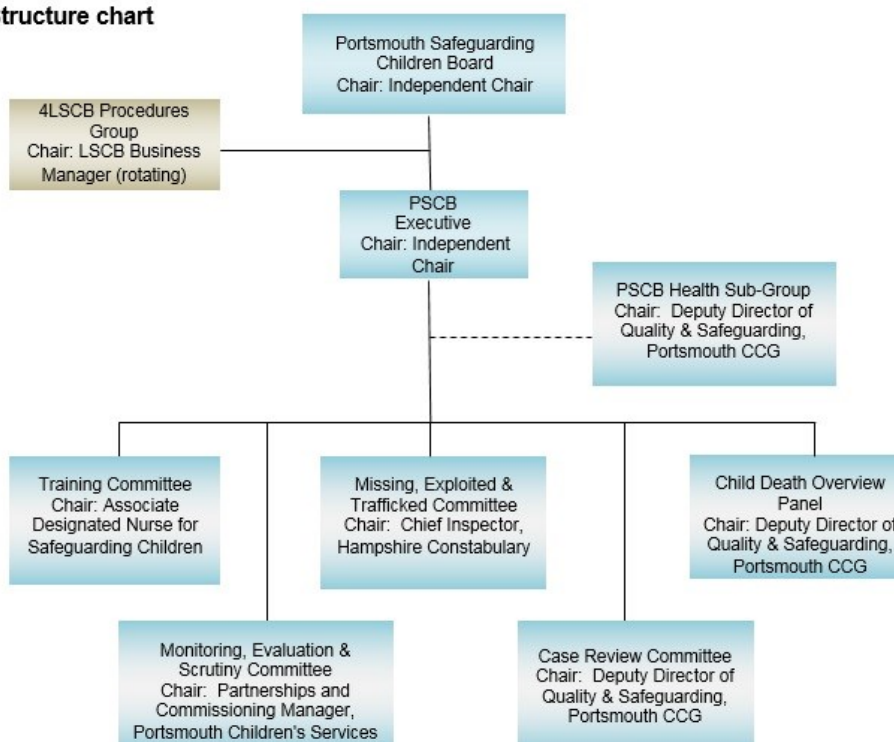 tructure chart
Portsmouth Safeguarding
Children Board
Chair: Independent Chair
4LSCB Procedures
Group
Chair: LSCB Business
Manager (rotating)
PSCB
Executive
Chair: Independent
Chair
PSCB Health Sub-Group
Chair: Deputy Director of
Quality & Safeguarding,
Portsmouth CCG
Training Committee
Chair: Associate
Designated Nurse for
Safeguarding Children
Missing, Exploited &
Trafficked Committee
Chair: Chief Inspector,
Hampshire Constabulary
Child Death Overview
Panel
Chair: Deputy Director of
Quality & Safeguarding,
Portsmouth CCG
Monitoring, Evaluation &
Scrutiny Committee
Chair: Partnerships and
Commissioning Manager,
Portsmouth Children's Services
Case Review Committee
Chair: Deputy Director of
Quality & Safeguarding,
Portsmouth CCG